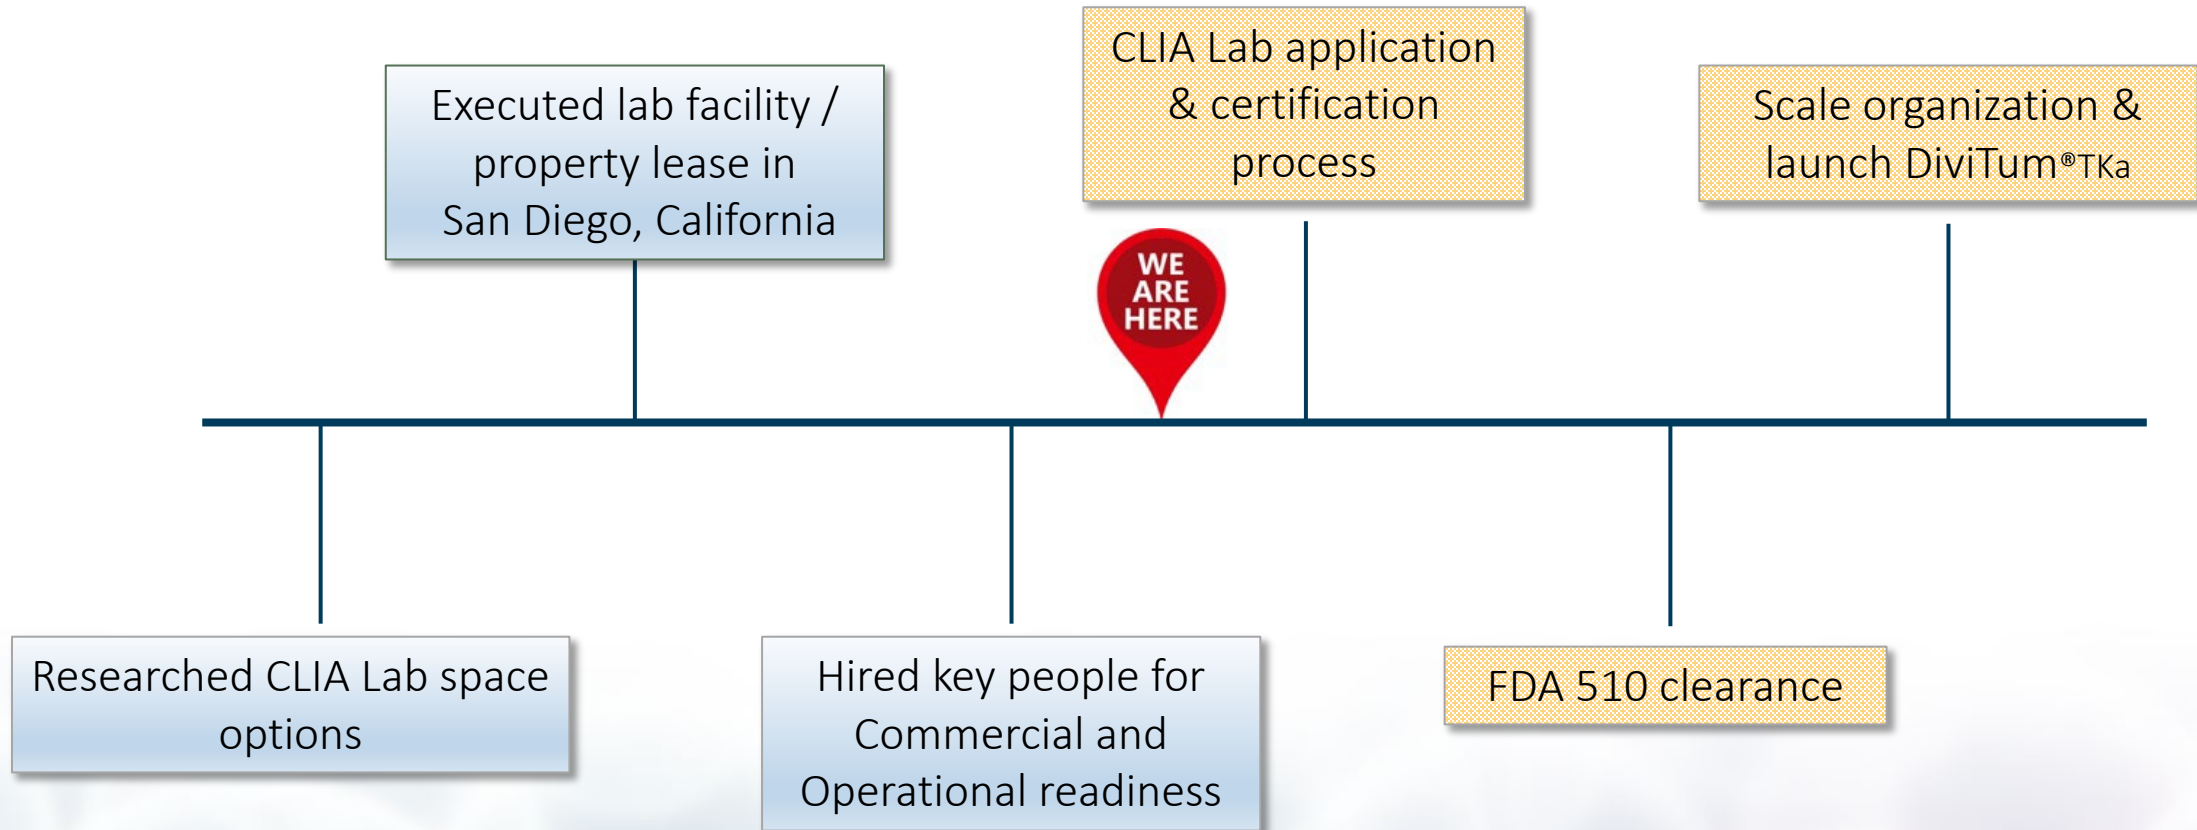 CLIA Lab application
& certification
process
Executed lab facility /
property lease in
San Diego, California
Scale organization &
launch DiviTum®TKa
WE
ARE
HERE
Researched CLIA Lab space
options
Hired key people for
Commercial and
Operational readiness
FDA 510 clearance